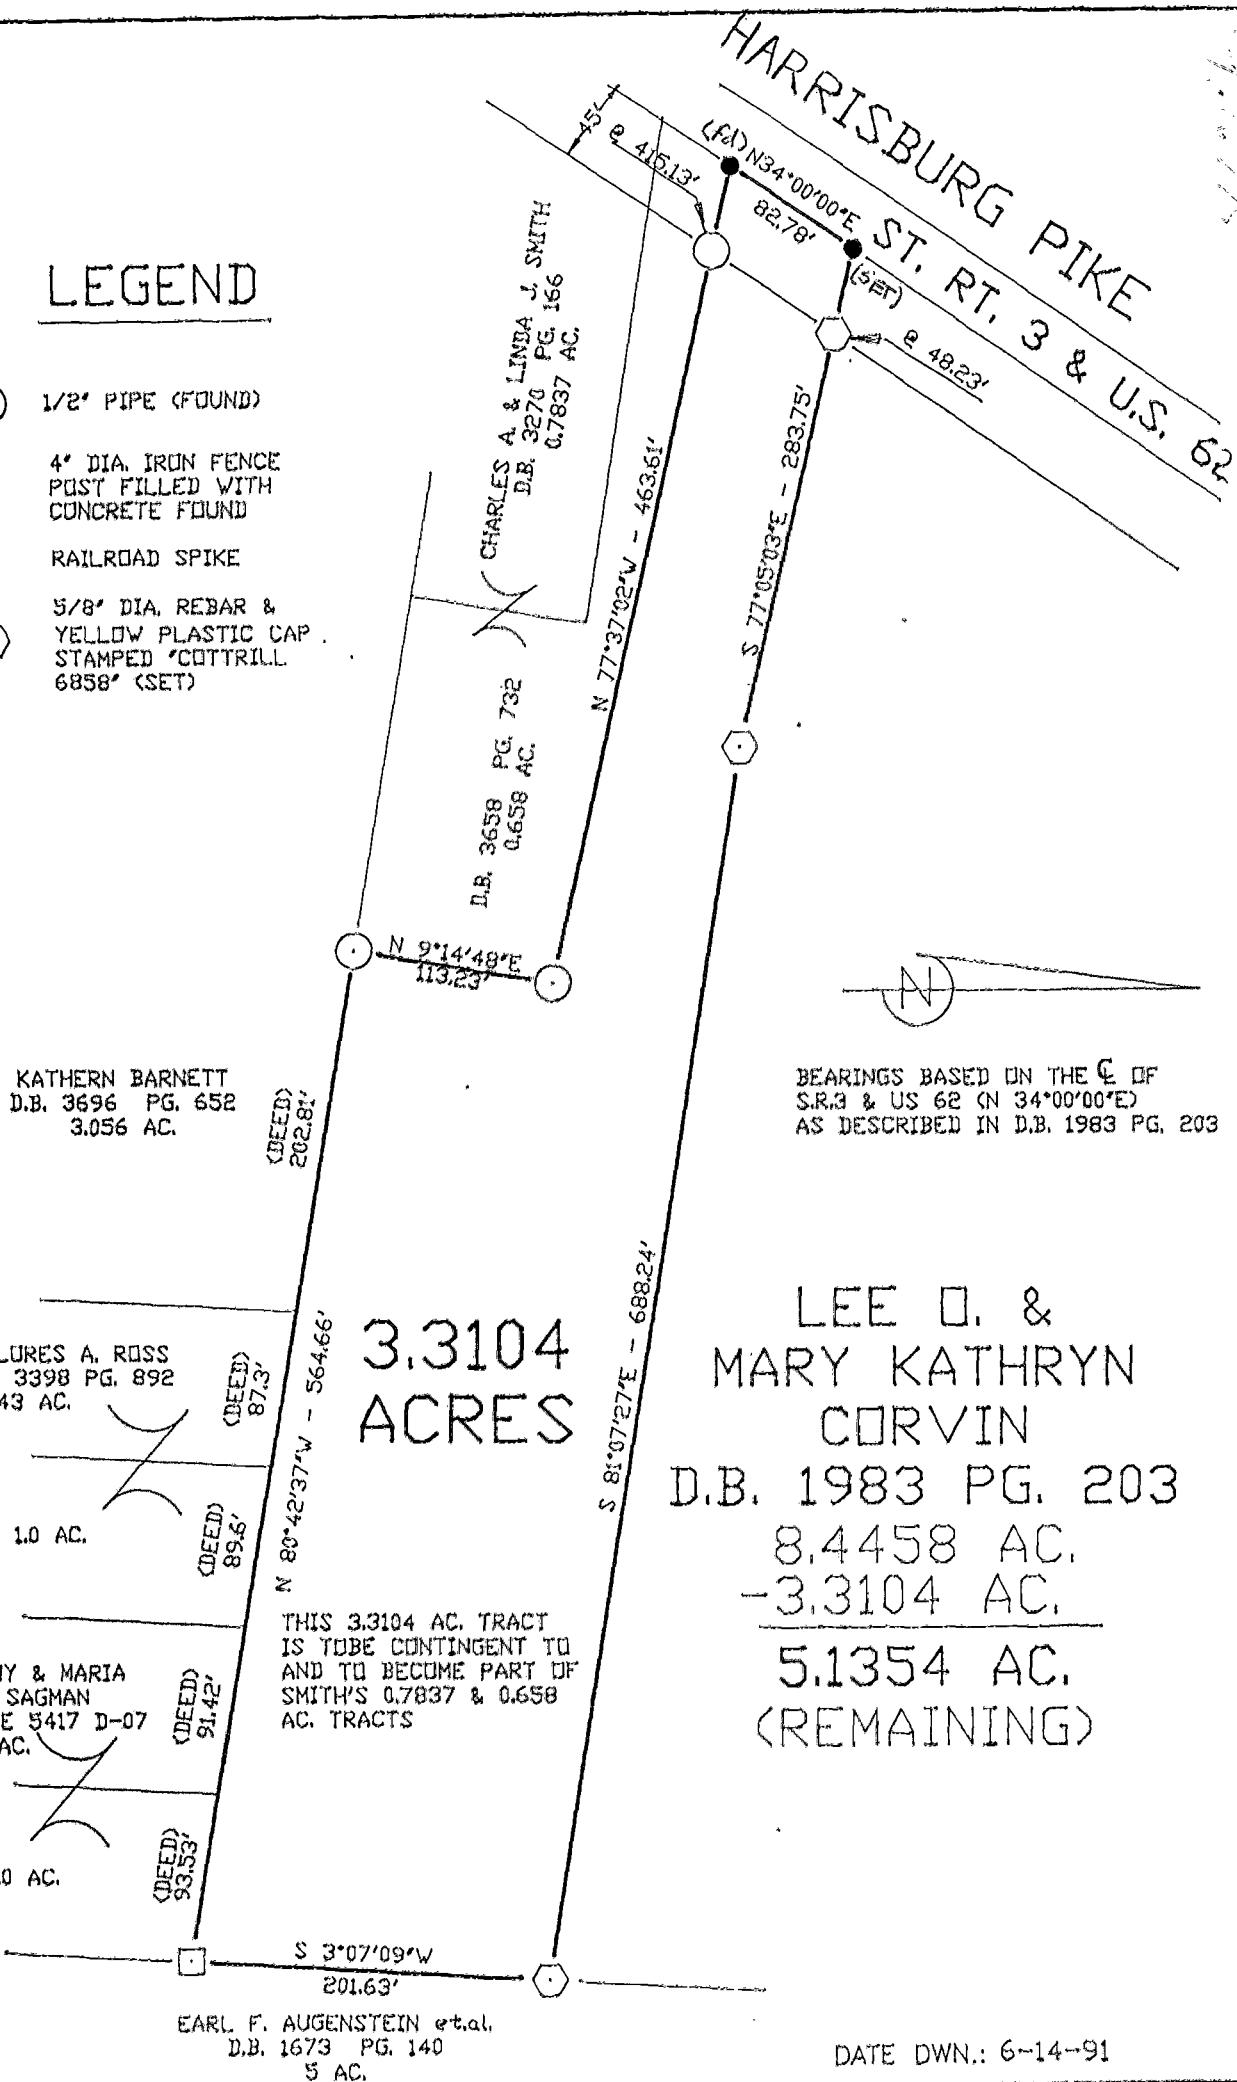 HARRISBURG PIKE
ST. RT. 3 & U.S. 62
45'
@ 415.13'
(fd)
N34°00'00"E
82.78'
(SET)
@ 48.23'
LEGEND
1/2" PIPE (FOUND)
4" DIA. IRON FENCE
POST FILLED WITH
CONCRETE FOUND
RAILROAD SPIKE
5/8" DIA. REBAR &
YELLOW PLASTIC CAP
STAMPED "COTTRILL
6858" (SET)
CHARLES A. & LINDA J. SMITH
D.B. 3270 PG. 166
0.7837 AC.
N 77°37'02"W - 463.61'
S 77°05'03"E - 283.75'
D.B. 3658 PG. 732
0.658 AC.
N 9°14'48"E
113.23'
N
BEARINGS BASED ON THE ℄ OF
S.R.3 & US 62 (N 34°00'00"E)
AS DESCRIBED IN D.B. 1983 PG. 203
KATHERN BARNETT
D.B. 3696 PG. 652
3.056 AC.
(DEED)
202.81'
LORES A. ROSS
3398 PG. 892
43 AC.
(DEED)
87.3'
N 80°42'37"W - 564.66'
3.3104
ACRES
S 81°07'27"E - 688.24'
LEE O. &
MARY KATHRYN
CORVIN
D.B. 1983 PG. 203
8.4458 AC.
-3.3104 AC.
5.1354 AC.
(REMAINING)
1.0 AC.
(DEED)
89.6'
THIS 3.3104 AC. TRACT
IS TOBE CONTINGENT TO
AND TO BECOME PART OF
SMITH'S 0.7837 & 0.658
AC. TRACTS
Y & MARIA
SAGMAN
E 5417 D-07
AC.
(DEED)
91.42'
(DEED)
93.53'
.0 AC.
S 3°07'09"W
201.63'
EARL F. AUGENSTEIN et.al.
D.B. 1673 PG. 140
5 AC.
DATE DWN.: 6-14-91